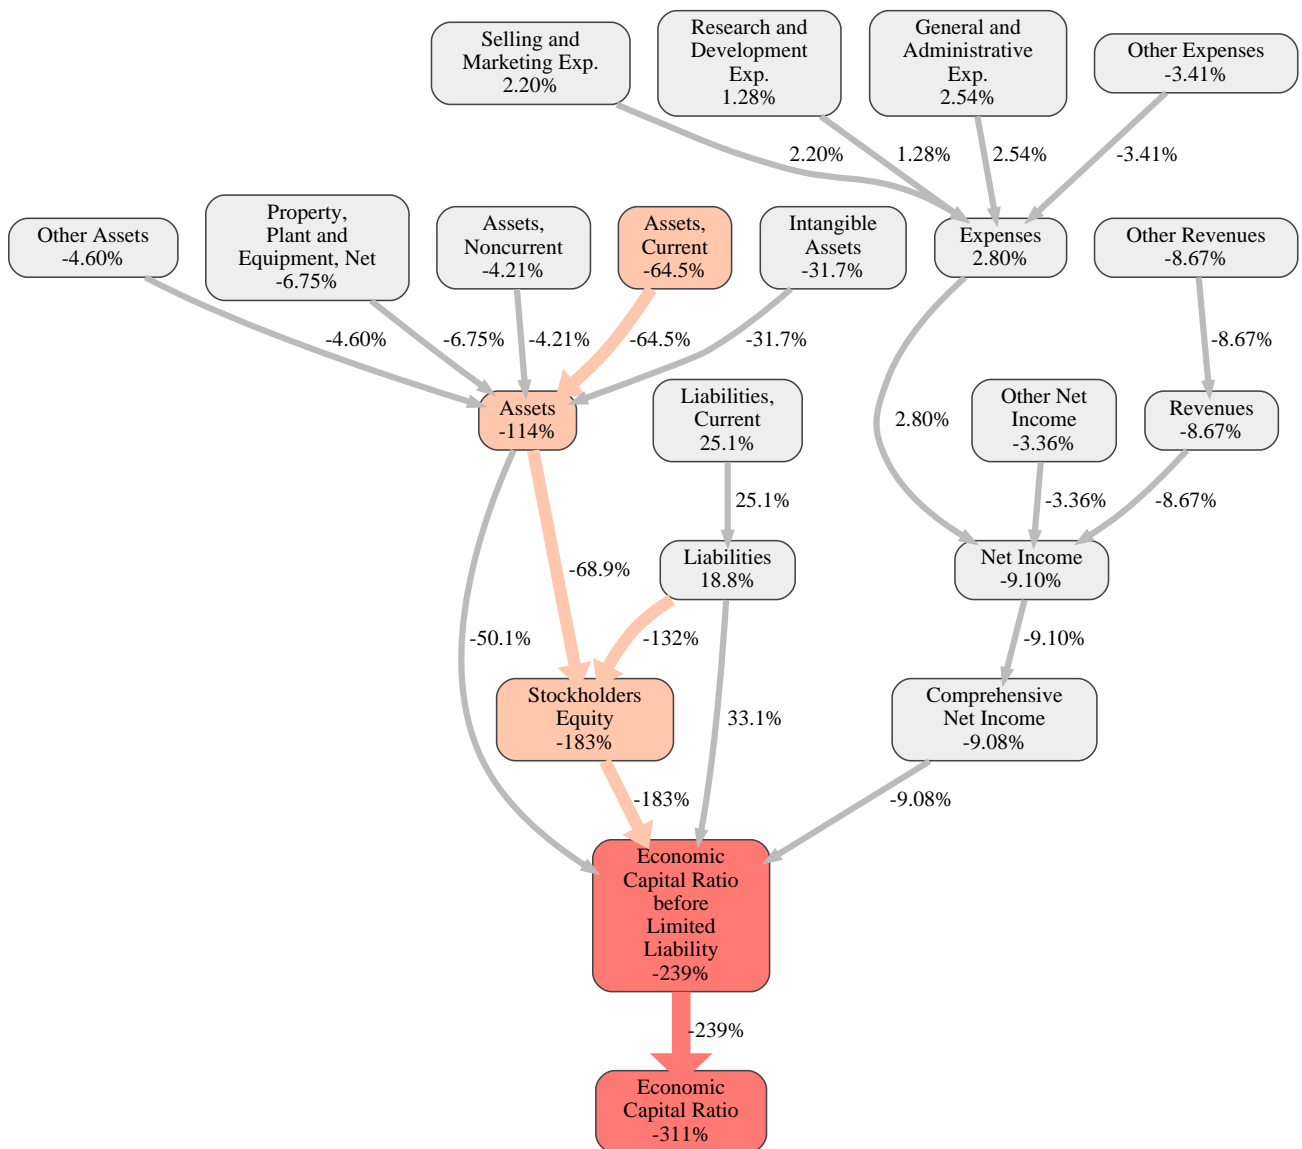 Selling and
Marketing Exp.
2.20%
Research and
Development
Exp.
1.28%
General and
Administrative
Exp.
2.54%
Other Expenses
-3.41%
2.20%
1.28%
2.54%
-3.41%
Other Assets
-4.60%
Property,
Plant and
Equipment, Net
-6.75%
Assets,
Noncurrent
-4.21%
Assets,
Current
-64.5%
Intangible
Assets
-31.7%
Expenses
2.80%
Other Revenues
-8.67%
-4.60%
-6.75%
-4.21%
-64.5%
-31.7%
-8.67%
Assets
-114%
Liabilities,
Current
25.1%
2.80%
Other Net
Income
-3.36%
Revenues
-8.67%
25.1%
-3.36%
-8.67%
-68.9%
Liabilities
18.8%
Net Income
-9.10%
-50.1%
-132%
-9.10%
Stockholders
Equity
-183%
33.1%
Comprehensive
Net Income
-9.08%
-183%
-9.08%
Economic
Capital Ratio
before
Limited
Liability
-239%
-239%
Economic
Capital Ratio
-311%